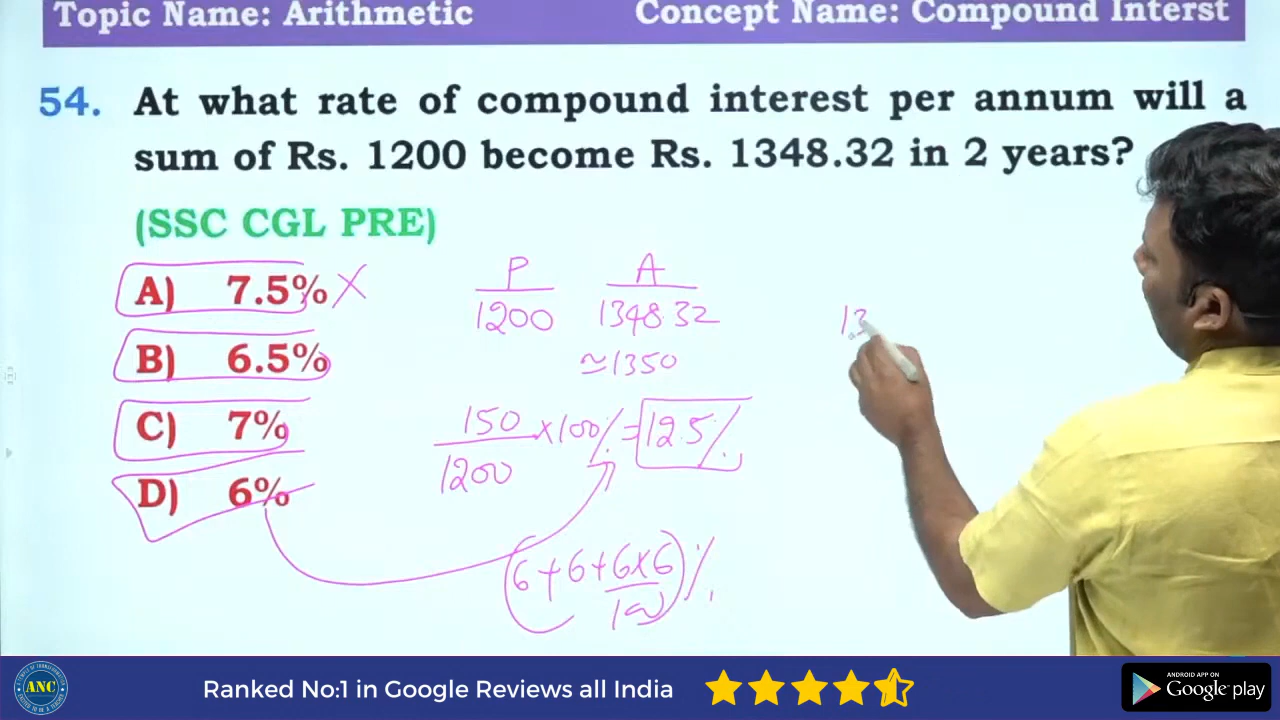 Topic Name: Arithmetic
Concept Name: Compound Interst
54. At what rate of compound interest per annum will a
sum of Rs. 1200 become Rs. 1348.32 in 2 years?
(SSC CGL PRE)
A) 7.5% X
B) 6.5%
C) 7%
D) 6%
P A
1200 1348.32
≃1350
150
1200
×100% = 12.5%
(6+6+6×6
100)%
13
ANC
Ranked No:1 in Google Reviews all India
ANDROID APP ON
Google play